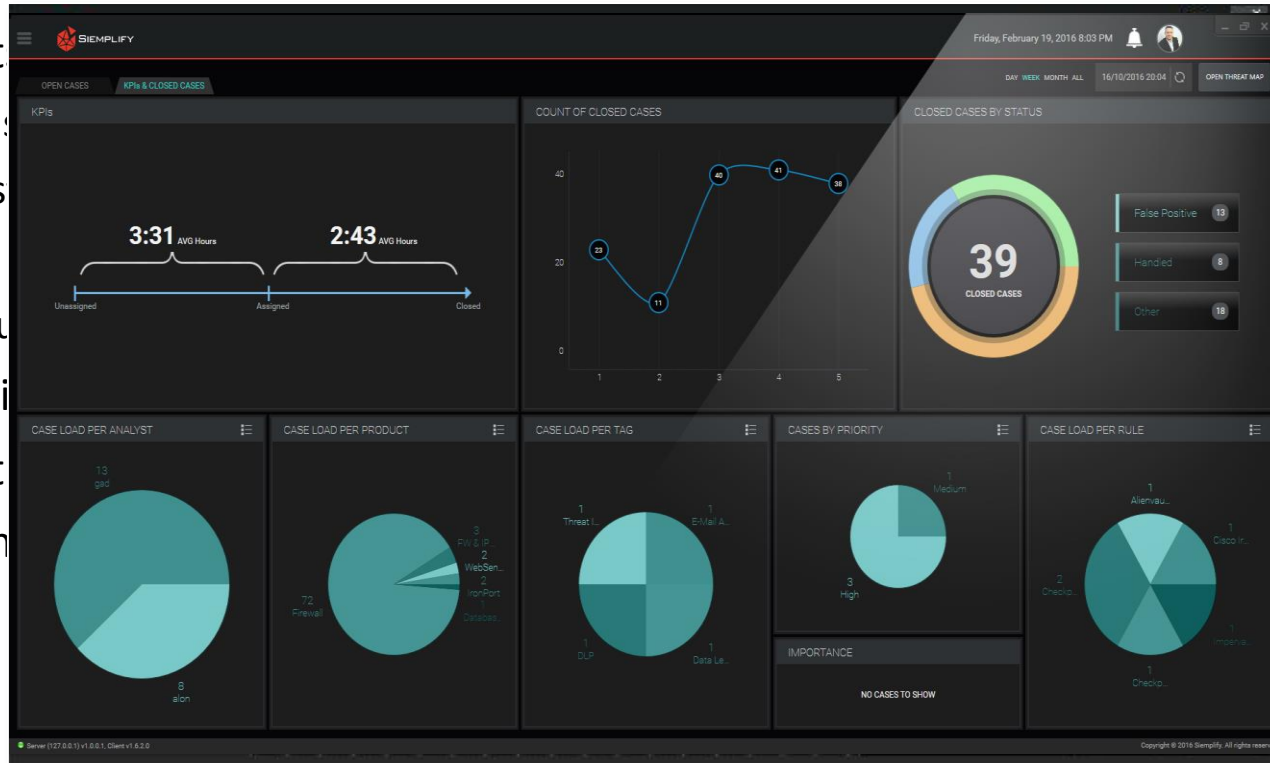 SIEMPLIFY
Friday, February 19, 2016 8:03 PM
OPEN CASES
KPIs & CLOSED CASES
DAY WEEK MONTH ALL
16/10/2016 20:04
OPEN THREAT MAP
KPIs
3:31 AVG Hours
2:43 AVG Hours
Unassigned
Assigned
Closed
COUNT OF CLOSED CASES
40
20
0
23
11
40
41
38
1 2 3 4 5
CLOSED CASES BY STATUS
39
CLOSED CASES
False Positive 13
Handled 8
Other 18
CASE LOAD PER ANALYST
13
gad
8
alon
CASE LOAD PER PRODUCT
3
FW & IP...
2
WebSen...
2
IronPort
1
Databas...
72
Firewall
CASE LOAD PER TAG
1
Threat I...
1
E-Mail A...
1
DLP
1
Data Le...
CASES BY PRIORITY
1
Medium
3
High
IMPORTANCE
NO CASES TO SHOW
CASE LOAD PER RULE
1
Alienvau...
1
Cisco Ir...
2
Checkp...
1
Imperva...
1
Checkp...
Server (127.0.0.1) v1.0.0.1, Client v1.6.2.0
Copyright © 2016 Siemplify. All rights reserv